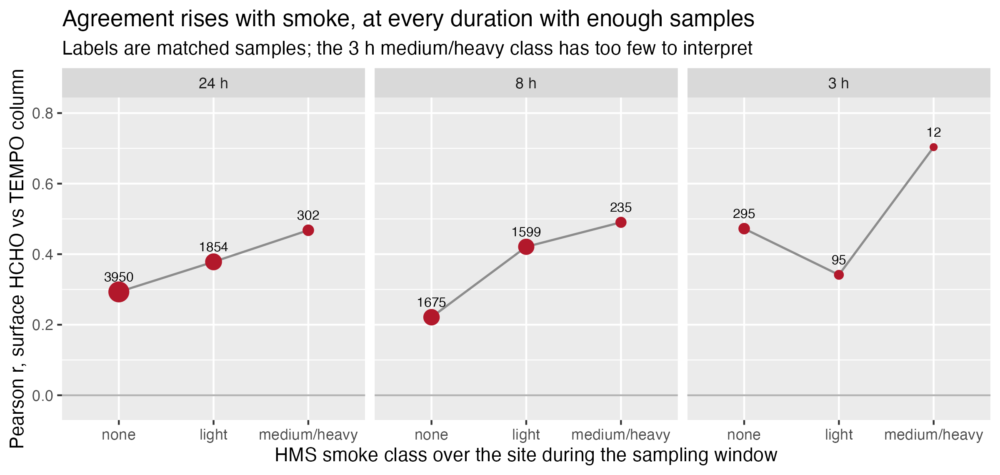 Agreement rises with smoke, at every duration with enough samples
Labels are matched samples; the 3 h medium/heavy class has too few to interpret
Pearson r, surface HCHO vs TEMPO column
24 h
8 h
3 h
0.8
0.6
0.4
0.2
0.0
3950
1854
302
1675
1599
235
295
95
12
none
light
medium/heavy
none
light
medium/heavy
none
light
medium/heavy
HMS smoke class over the site during the sampling window